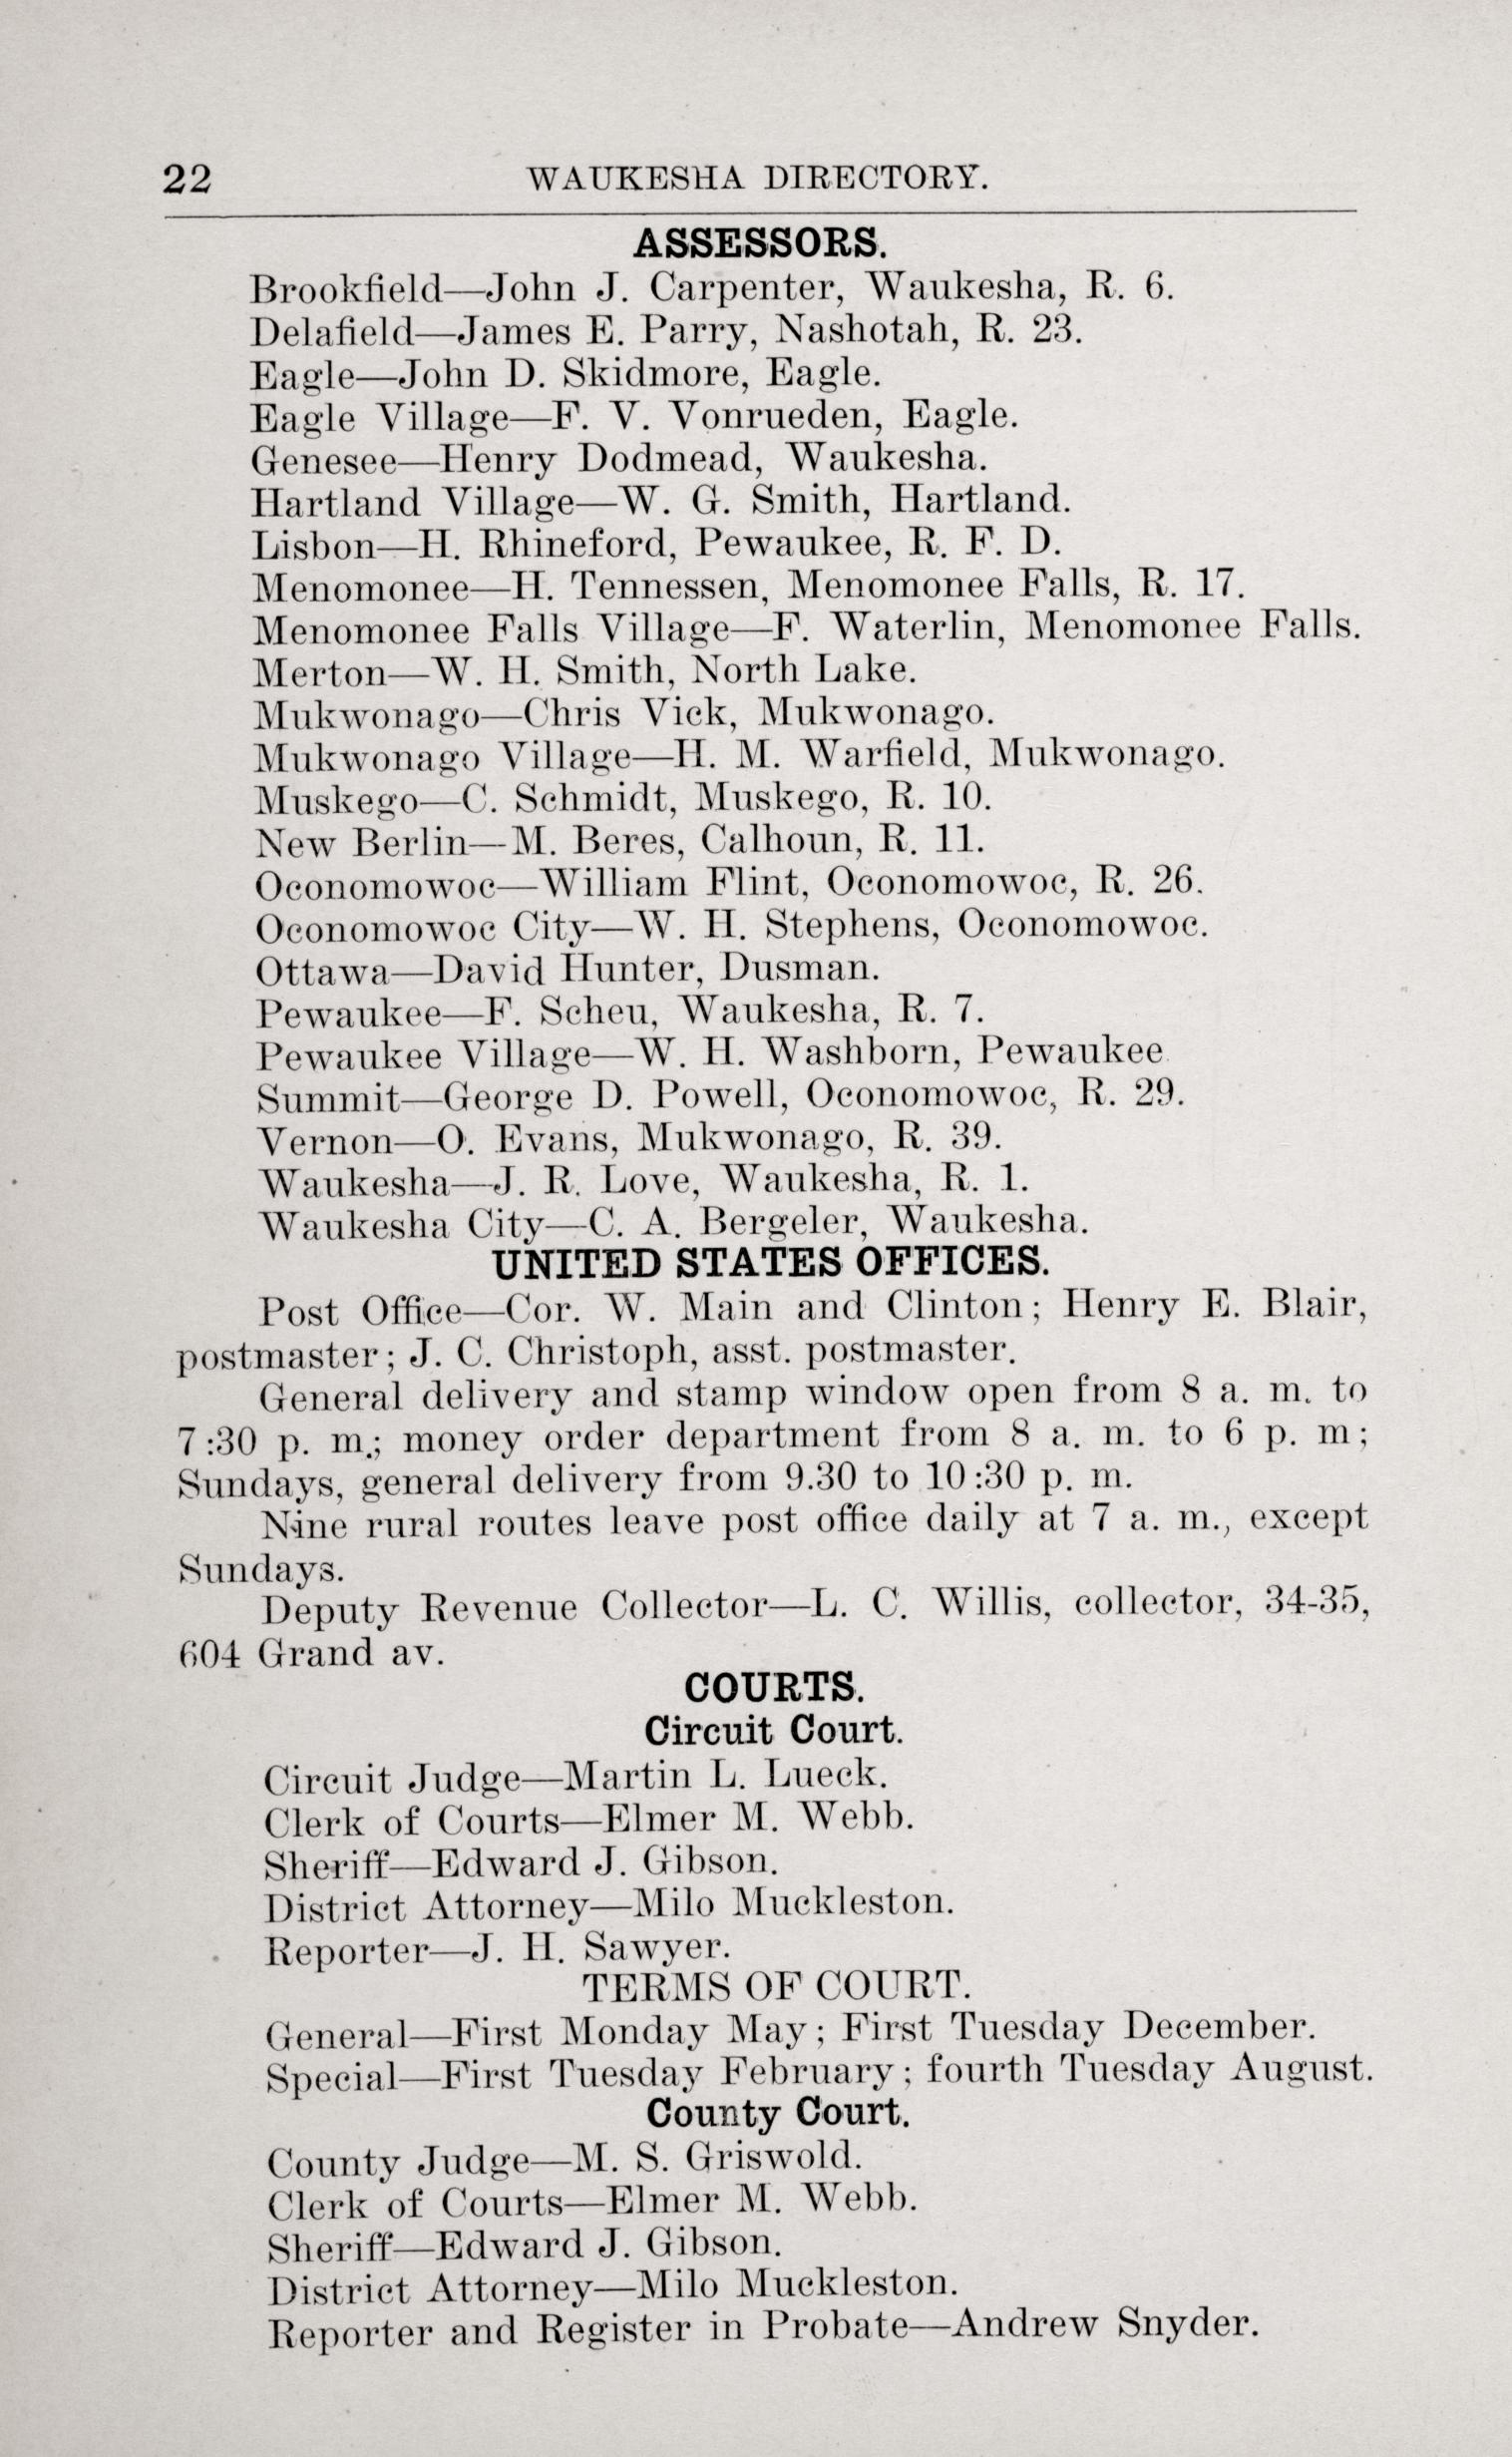 22 WAUKESHA DIRECTORY.
ASSESSORS.
Brookfield—John J. Carpenter, Waukesha, R. 6.
Delafield—James E. Parry, Nashotah, R. 23.
Eagle—John D. Skidmore, Eagle.
Eagle Village—F. V. Vonrueden, Eagle.
Genesee—Henry Dodmead, Waukesha.
Hartland Village—W. G. Smith, Hartland.
Lisbon—H. Rhineford, Pewaukee, R. F. D.
Menomonee—H. Tennessen, Menomonee Falls, R. 17.
Menomonee Falls Village—F. Waterlin, Menomonee Falls.
Merton—W. H. Smith, North Lake.
Mukwonago—Chris Vick, Mukwonago.
Mukwonago Village—H. M. Warfield, Mukwonago.
Muskego—C. Schmidt, Muskego, R. 10.
New Berlin—M. Beres, Calhoun, R. 11.
Oconomowoc—William Flint, Oconomowoc, R. 26.
Oconomowoc City—W. H. Stephens, Oconomowoc.
Ottawa—David Hunter, Dusman.
Pewaukee—F. Scheu, Waukesha, R. 7.
Pewaukee Village—W. H. Washborn, Pewaukee.
Summit—George D. Powell, Oconomowoc, R. 29.
Vernon—O. Evans, Mukwonago, R. 39.
Waukesha—J. R. Love, Waukesha, R. 1.
Waukesha City—C. A. Bergeler, Waukesha.
UNITED STATES OFFICES.
Post Office—Cor. W. Main and Clinton; Henry E. Blair,
postmaster; J. C. Christoph, asst. postmaster.
General delivery and stamp window open from 8 a. m. to
7:30 p. m.; money order department from 8 a. m. to 6 p. m;
Sundays, general delivery from 9.30 to 10:30 p. m.
Nine rural routes leave post office daily at 7 a. m., except
Sundays.
Deputy Revenue Collector—L. C. Willis, collector, 34-35,
604 Grand av.
COURTS.
Circuit Court.
Circuit Judge—Martin L. Lueck.
Clerk of Courts—Elmer M. Webb.
Sheriff—Edward J. Gibson.
District Attorney—Milo Muckleston.
Reporter—J. H. Sawyer.
TERMS OF COURT.
General—First Monday May; First Tuesday December.
Special—First Tuesday February; fourth Tuesday August.
County Court.
County Judge—M. S. Griswold.
Clerk of Courts—Elmer M. Webb.
Sheriff—Edward J. Gibson.
District Attorney—Milo Muckleston.
Reporter and Register in Probate—Andrew Snyder.